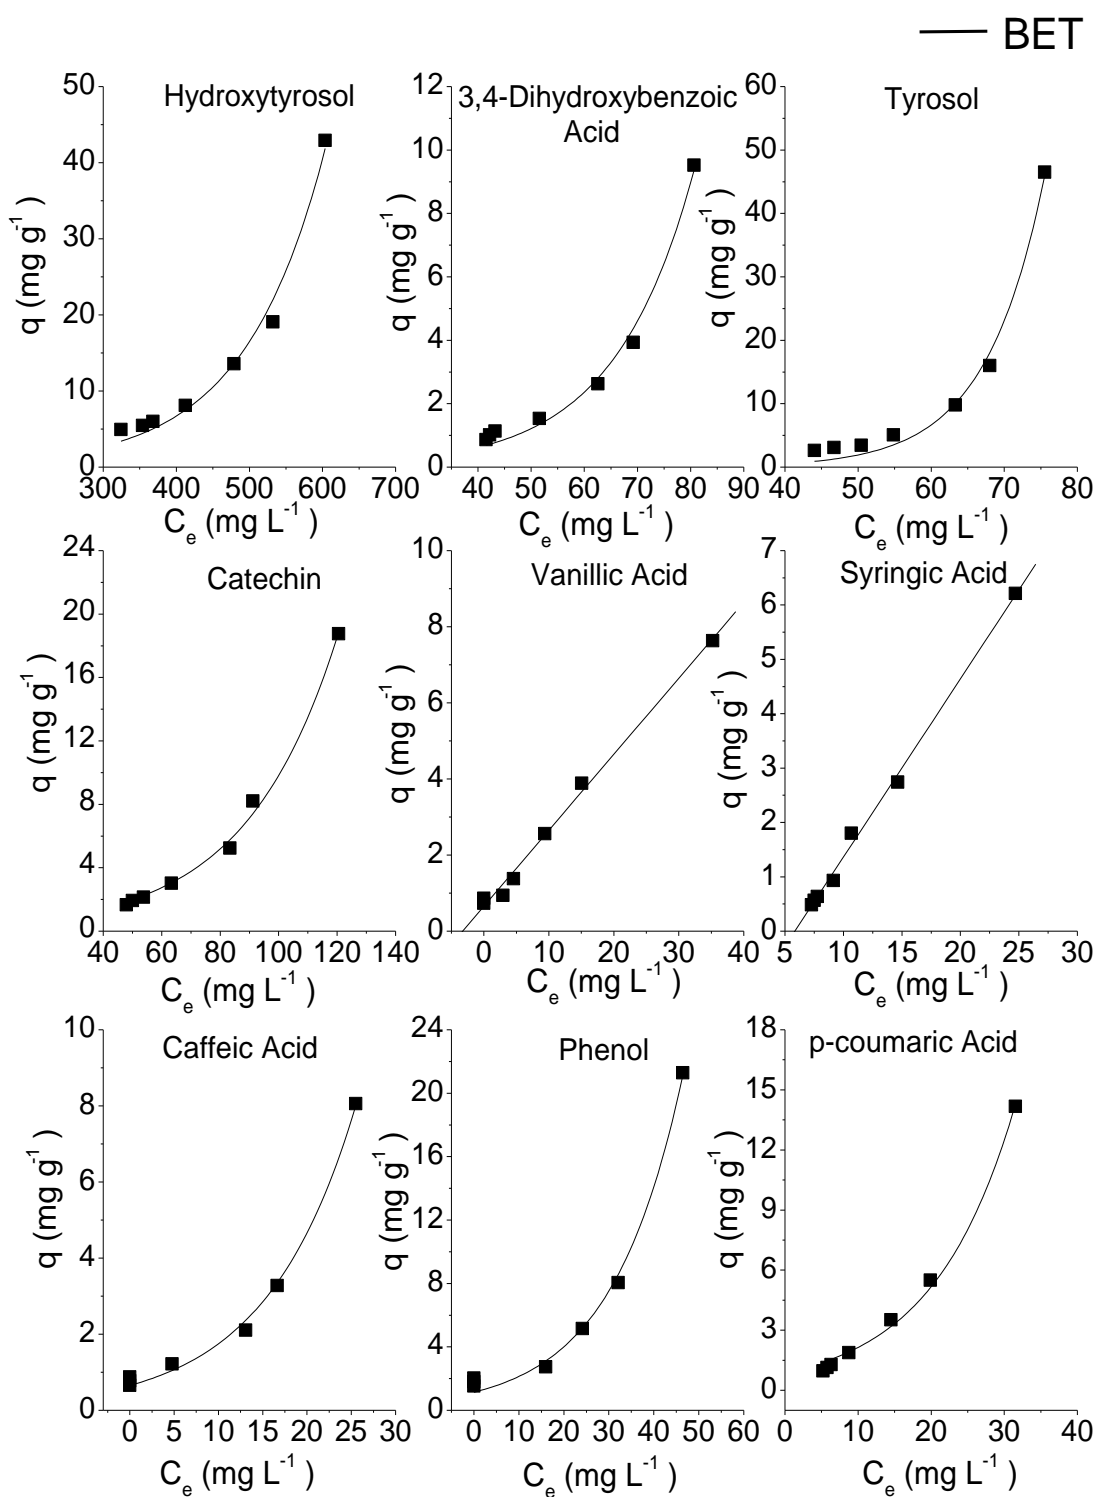 BET
Hydroxytyrosol
50
40
30
20
10
0
q (mg g⁻¹)
300 400 500 600 700
Cₑ (mg L⁻¹ )
3,4-Dihydroxybenzoic
Acid
12
10
8
6
4
2
0
q (mg g⁻¹)
40 50 60 70 80 90
Cₑ (mg L⁻¹ )
Tyrosol
60
50
40
30
20
10
0
q (mg g⁻¹)
40 50 60 70 80
Cₑ (mg L⁻¹ )
Catechin
24
20
16
12
8
4
0
q (mg g⁻¹)
40 60 80 100 120 140
Cₑ (mg L⁻¹ )
Vanillic Acid
10
8
6
4
2
0
q (mg g⁻¹)
0 10 20 30 40
Cₑ (mg L⁻¹ )
Syringic Acid
7
6
5
4
3
2
1
0
q (mg g⁻¹)
5 10 15 20 25 30
Cₑ (mg L⁻¹ )
Caffeic Acid
10
8
6
4
2
0
q (mg g⁻¹)
0 5 10 15 20 25 30
Cₑ (mg L⁻¹ )
Phenol
24
20
16
12
8
4
0
q (mg g⁻¹)
0 10 20 30 40 50 60
Cₑ (mg L⁻¹ )
p-coumaric Acid
18
15
12
9
6
3
0
q (mg g⁻¹)
0 10 20 30 40
Cₑ (mg L⁻¹ )